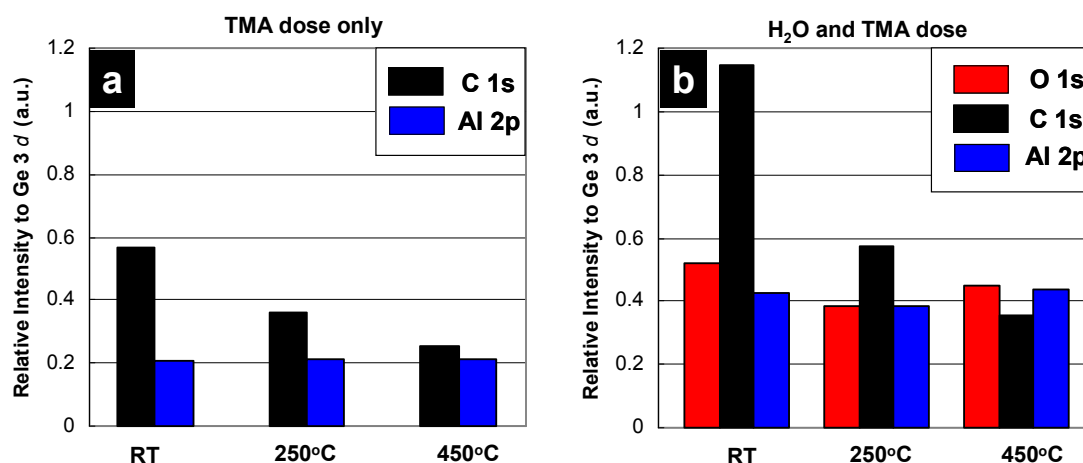 TMA dose only
a
C 1s
Al 2p
Relative Intensity to Ge 3 d (a.u.)
1.2
1
0.8
0.6
0.4
0.2
0
RT
250oC
450oC
H2O and TMA dose
b
O 1s
C 1s
Al 2p
Relative Intensity to Ge 3 d (a.u.)
1.2
1
0.8
0.6
0.4
0.2
0
RT
250oC
450oC